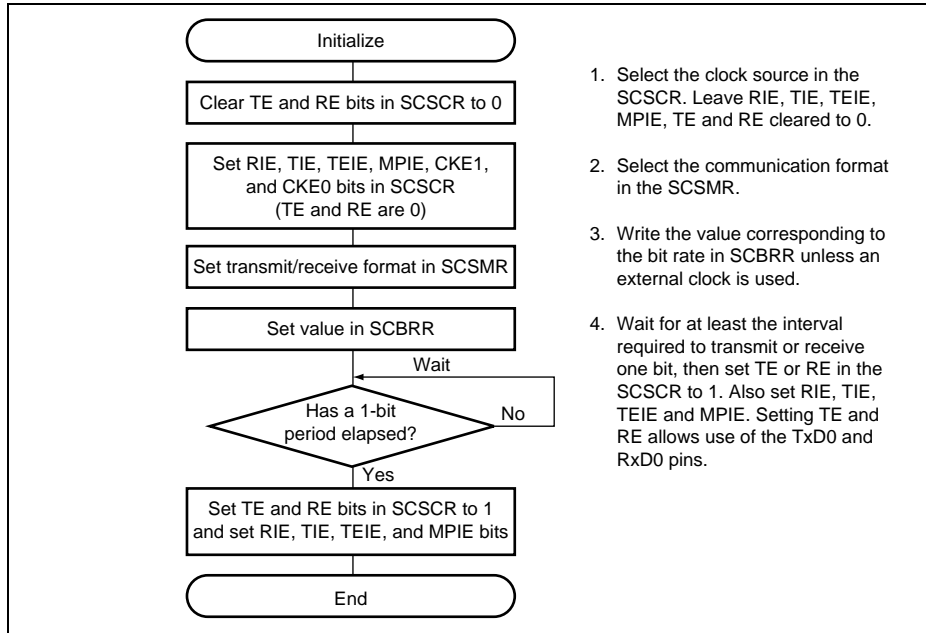 Initialize
Clear TE and RE bits in SCSCR to 0
Set RIE, TIE, TEIE, MPIE, CKE1,
and CKE0 bits in SCSCR
(TE and RE are 0)
Set transmit/receive format in SCSMR
Set value in SCBRR
Wait
Has a 1-bit
period elapsed?
No
Yes
Set TE and RE bits in SCSCR to 1
and set RIE, TIE, TEIE, and MPIE bits
End
1. Select the clock source in the
SCSCR. Leave RIE, TIE, TEIE,
MPIE, TE and RE cleared to 0.
2. Select the communication format
in the SCSMR.
3. Write the value corresponding to
the bit rate in SCBRR unless an
external clock is used.
4. Wait for at least the interval
required to transmit or receive
one bit, then set TE or RE in the
SCSCR to 1. Also set RIE, TIE,
TEIE and MPIE. Setting TE and
RE allows use of the TxD0 and
RxD0 pins.